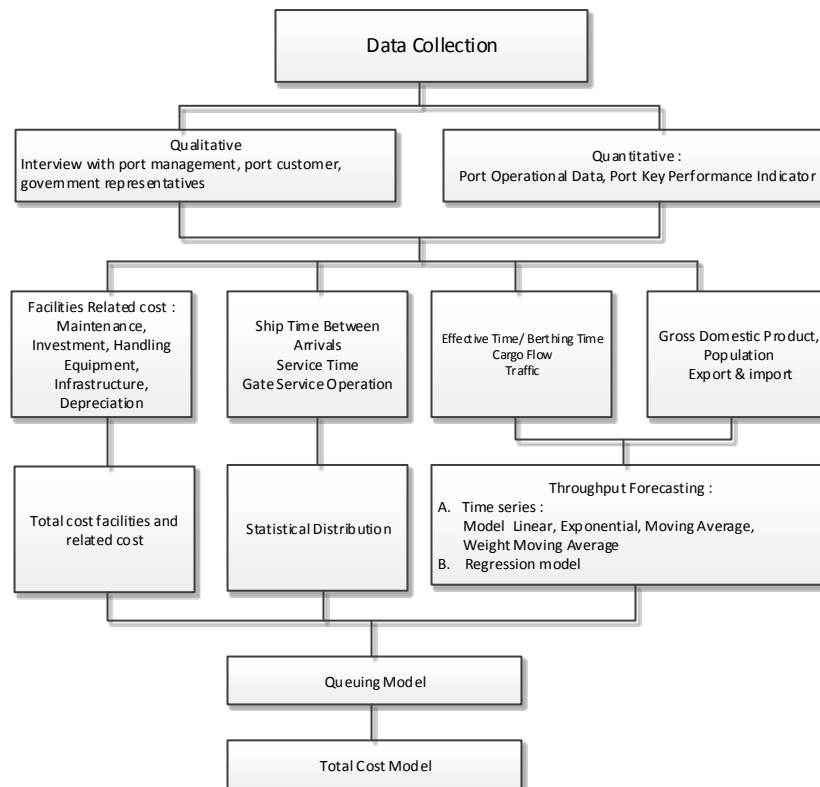 Data Collection
Qualitative
Interview with port management, port customer,
government representatives
Quantitative :
Port Operational Data, Port Key Performance Indicator
Facilities Related cost :
Maintenance,
Investment, Handling
Equipment,
Infrastructure,
Depreciation
Ship Time Between
Arrivals
Service Time
Gate Service Operation
Effective Time/ Berthing Time
Cargo Flow
Traffic
Gross Domestic Product,
Population
Export & import
Total cost facilities and
related cost
Statistical Distribution
Throughput Forecasting :
A. Time series :
Model Linear, Exponential, Moving Average,
Weight Moving Average
B. Regression model
Queuing Model
Total Cost Model